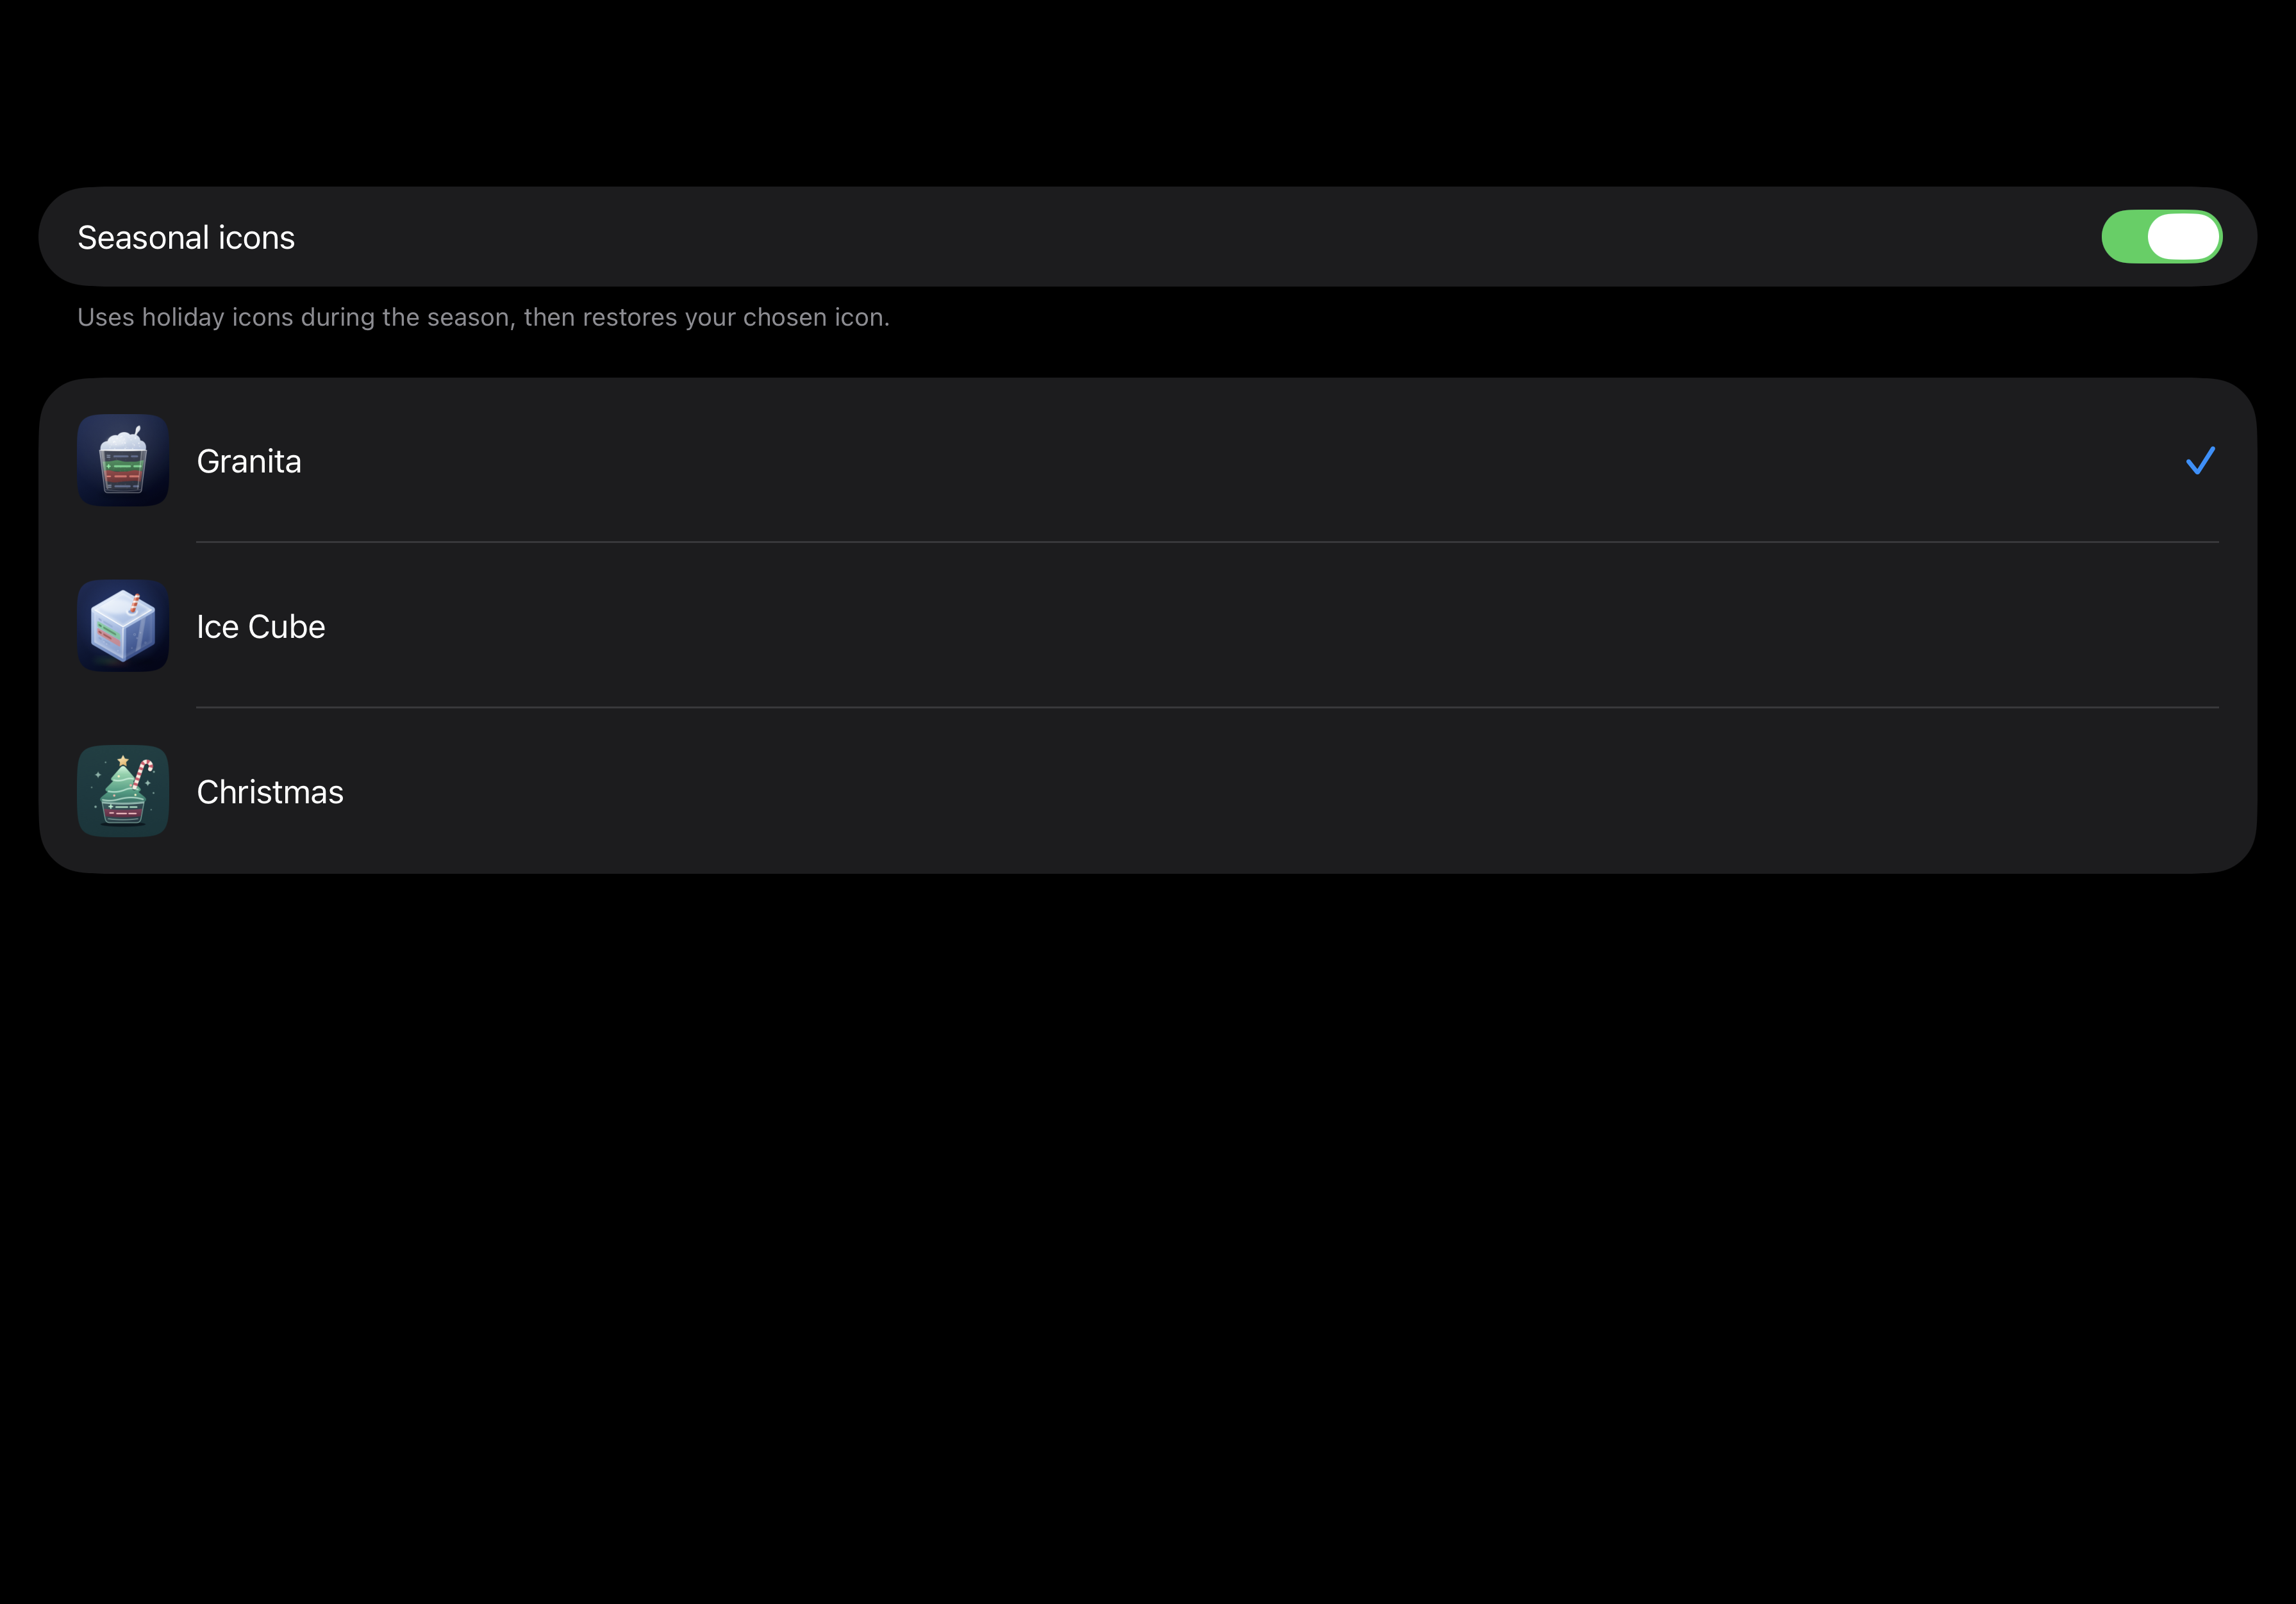 Seasonal icons
Uses holiday icons during the season, then restores your chosen icon.
Granita
Ice Cube
Christmas